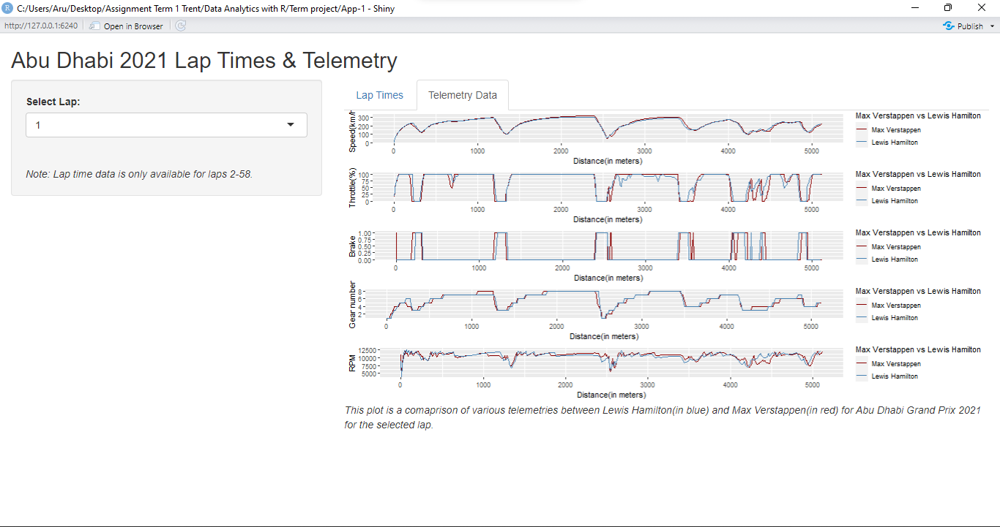 C:/Users/Aru/Desktop/Assignment Term 1 Trent/Data Analytics with R/Term project/App-1 - Shiny
http://127.0.0.1:6240 Open in Browser Publish
Abu Dhabi 2021 Lap Times & Telemetry
Select Lap:
1
Note: Lap time data is only available for laps 2-58.
Lap Times Telemetry Data
Speed(km/h
300
200
100
0
0 1000 2000 3000 4000 5000
Distance(in meters)
Max Verstappen vs Lewis Hamilton
Max Verstappen
Lewis Hamilton
Throttle(%)
100
75
50
25
0
0 1000 2000 3000 4000 5000
Distance(in meters)
Max Verstappen vs Lewis Hamilton
Max Verstappen
Lewis Hamilton
Brake
1.00
0.75
0.50
0.25
0.00
0 1000 2000 3000 4000 5000
Distance(in meters)
Max Verstappen vs Lewis Hamilton
Max Verstappen
Lewis Hamilton
Gear number
8
6
4
2
0 1000 2000 3000 4000 5000
Distance(in meters)
Max Verstappen vs Lewis Hamilton
Max Verstappen
Lewis Hamilton
RPM
12500
10000
7500
5000
0 1000 2000 3000 4000 5000
Distance(in meters)
Max Verstappen vs Lewis Hamilton
Max Verstappen
Lewis Hamilton
This plot is a comaprison of various telemetries between Lewis Hamilton(in blue) and Max Verstappen(in red) for Abu Dhabi Grand Prix 2021
for the selected lap.